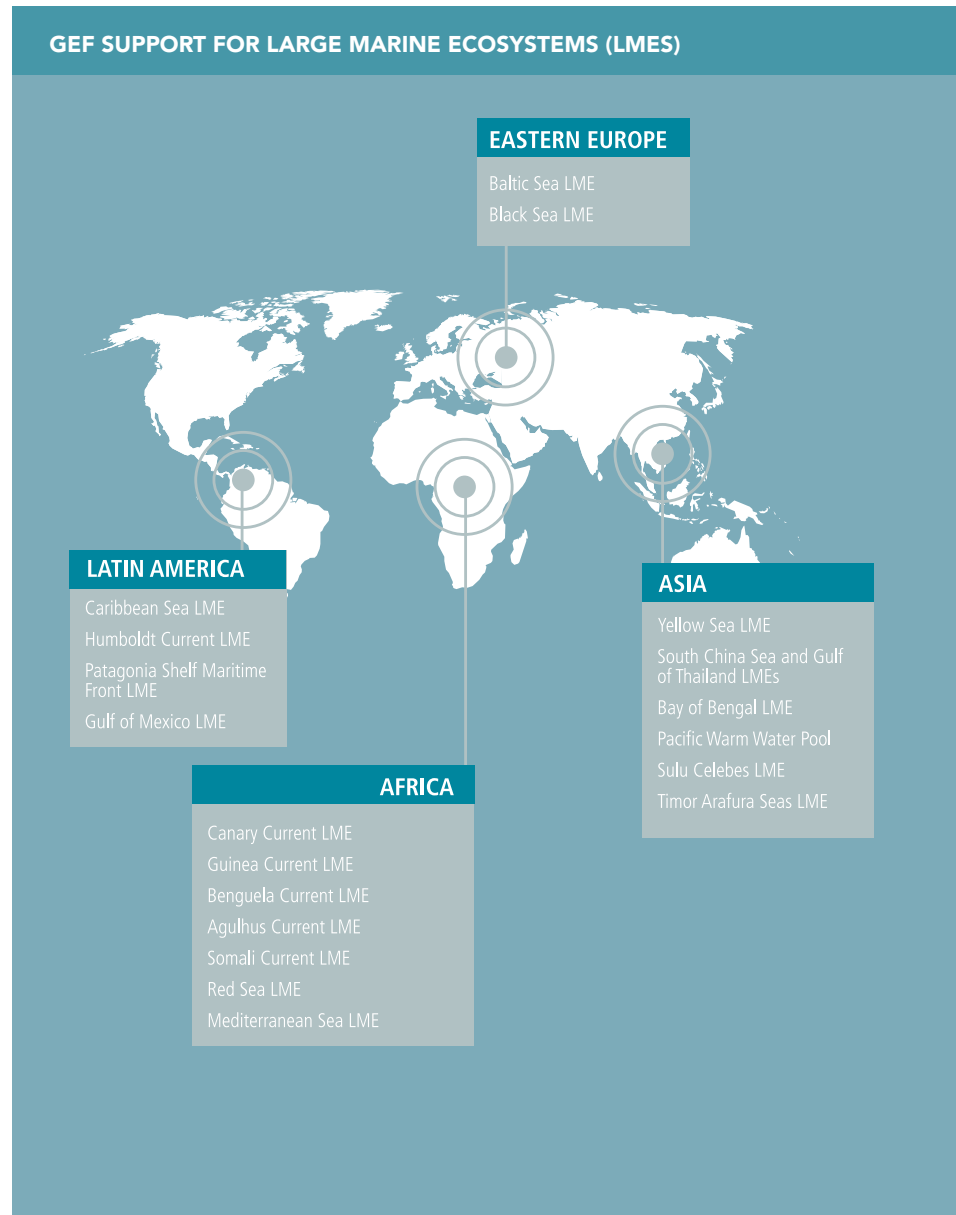 GEF SUPPORT FOR LARGE MARINE ECOSYSTEMS (LMES)
EASTERN EUROPE
Baltic Sea LME
Black Sea LME
LATIN AMERICA
Caribbean Sea LME
Humboldt Current LME
Patagonia Shelf Maritime
Front LME
Gulf of Mexico LME
ASIA
Yellow Sea LME
South China Sea and Gulf
of Thailand LMEs
Bay of Bengal LME
Pacific Warm Water Pool
Sulu Celebes LME
Timor Arafura Seas LME
AFRICA
Canary Current LME
Guinea Current LME
Benguela Current LME
Agulhus Current LME
Somali Current LME
Red Sea LME
Mediterranean Sea LME